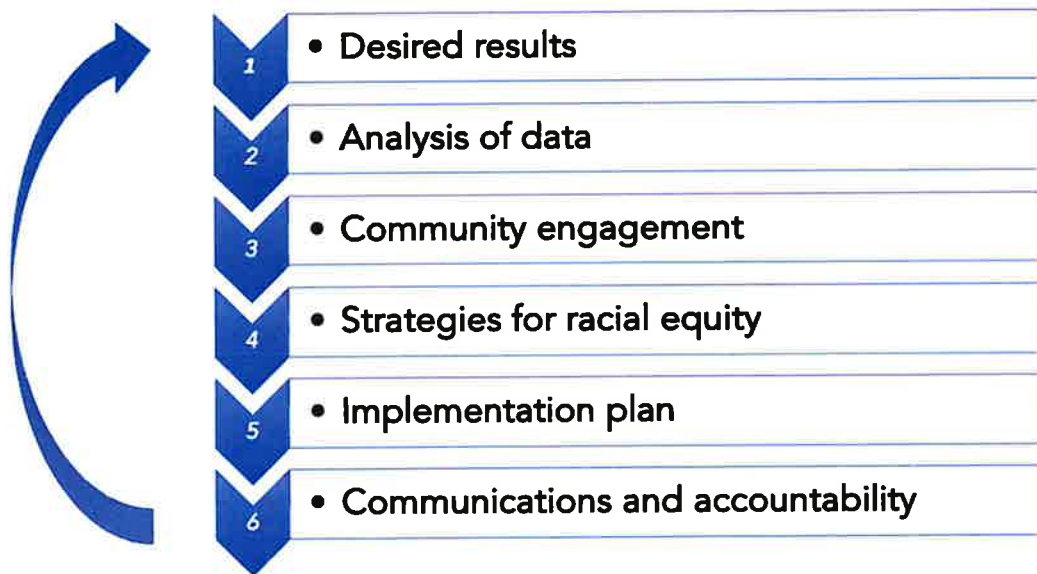 1 • Desired results
2 • Analysis of data
3 • Community engagement
4 • Strategies for racial equity
5 • Implementation plan
6 • Communications and accountability